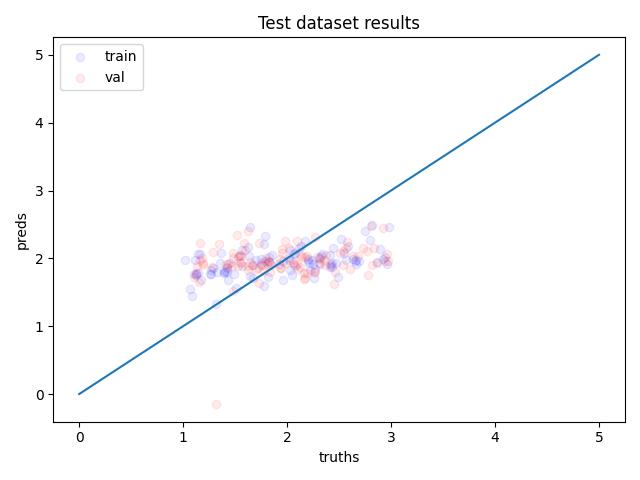 Test dataset results
train
val
5
4
3
2
1
0
preds
0 1 2 3 4 5
truths